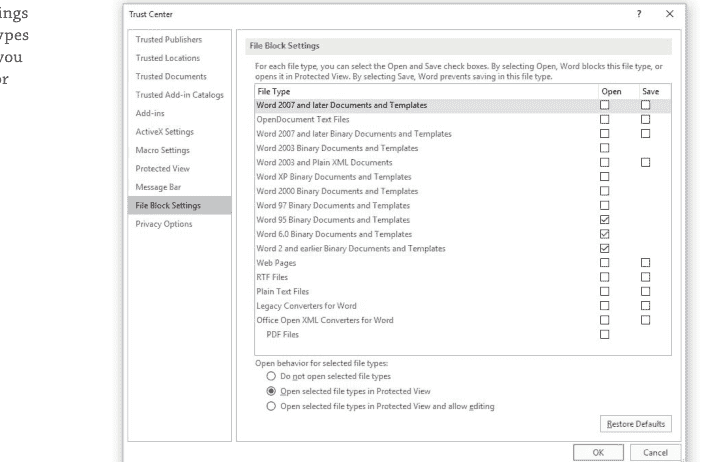 ings
ypes
you
or
Trust Center
? ×
Trusted Publishers
Trusted Locations
Trusted Documents
Trusted Add-in Catalogs
Add-ins
ActiveX Settings
Macro Settings
Protected View
Message Bar
File Block Settings
Privacy Options
File Block Settings
For each file type, you can select the Open and Save check boxes. By selecting Open, Word blocks this file type, or
opens it in Protected View. By selecting Save, Word prevents saving in this file type.
File Type Open Save
Word 2007 and later Documents and Templates
OpenDocument Text Files
Word 2007 and later Binary Documents and Templates
Word 2003 Binary Documents and Templates
Word 2003 and Plain XML Documents
Word XP Binary Documents and Templates
Word 2000 Binary Documents and Templates
Word 97 Binary Documents and Templates
Word 95 Binary Documents and Templates
Word 6.0 Binary Documents and Templates
Word 2 and earlier Binary Documents and Templates
Web Pages
RTF Files
Plain Text Files
Legacy Converters for Word
Office Open XML Converters for Word
PDF Files
Open behavior for selected file types:
Do not open selected file types
Open selected file types in Protected View
Open selected file types in Protected View and allow editing
Restore Defaults
OK Cancel